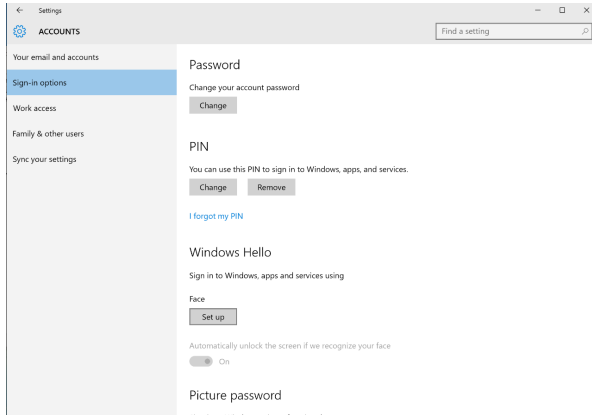 Settings
ACCOUNTS
Find a setting
Your email and accounts
Sign-in options
Work access
Family & other users
Sync your settings
Password
Change your account password
Change
PIN
You can use this PIN to sign in to Windows, apps, and services.
Change Remove
I forgot my PIN
Windows Hello
Sign in to Windows, apps and services using
Face
Set up
Automatically unlock the screen if we recognize your face
On
Picture password